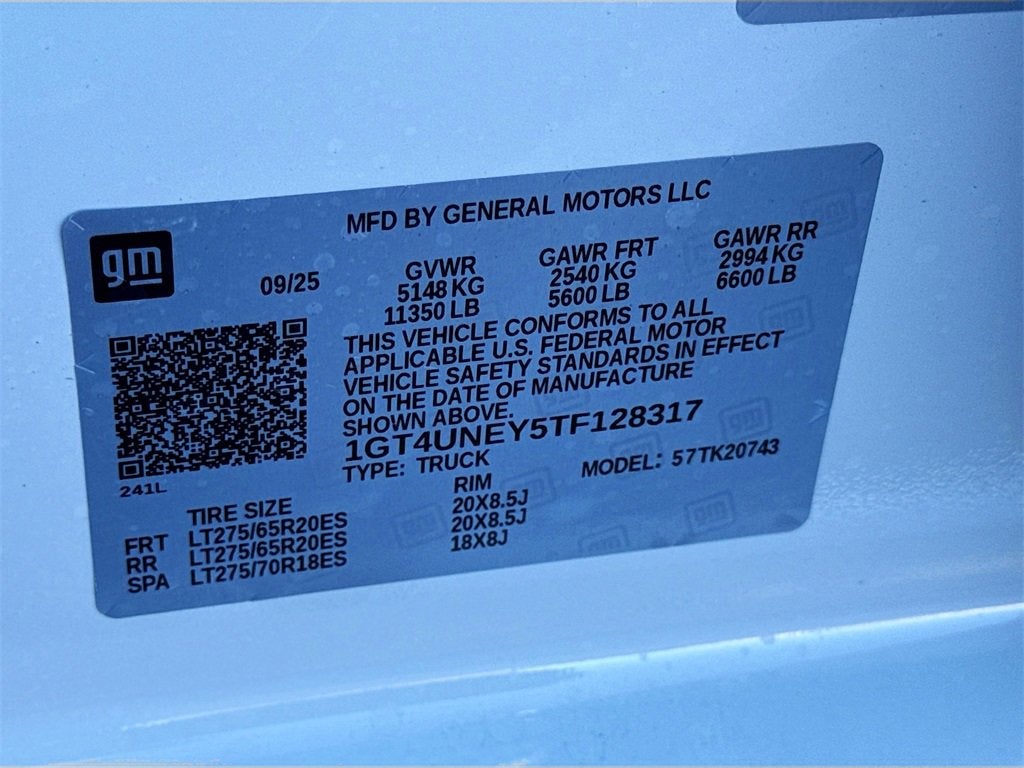 MFD BY GENERAL MOTORS LLC
gm
09/25
GVWR
5148 KG
11350 LB
GAWR FRT
2540 KG
5600 LB
GAWR RR
2994 KG
6600 LB
THIS VEHICLE CONFORMS TO ALL
APPLICABLE U.S. FEDERAL MOTOR
VEHICLE SAFETY STANDARDS IN EFFECT
ON THE DATE OF MANUFACTURE
SHOWN ABOVE.
1GT4UNEY5TF128317
TYPE: TRUCK
MODEL: 57TK20743
241L
TIRE SIZE RIM
FRT LT275/65R20ES 20X8.5J
RR LT275/65R20ES 20X8.5J
SPA LT275/70R18ES 18X8J